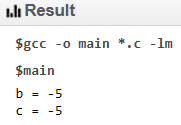 Result
$gcc -o main *.c -lm
$main
b = -5
c = -5